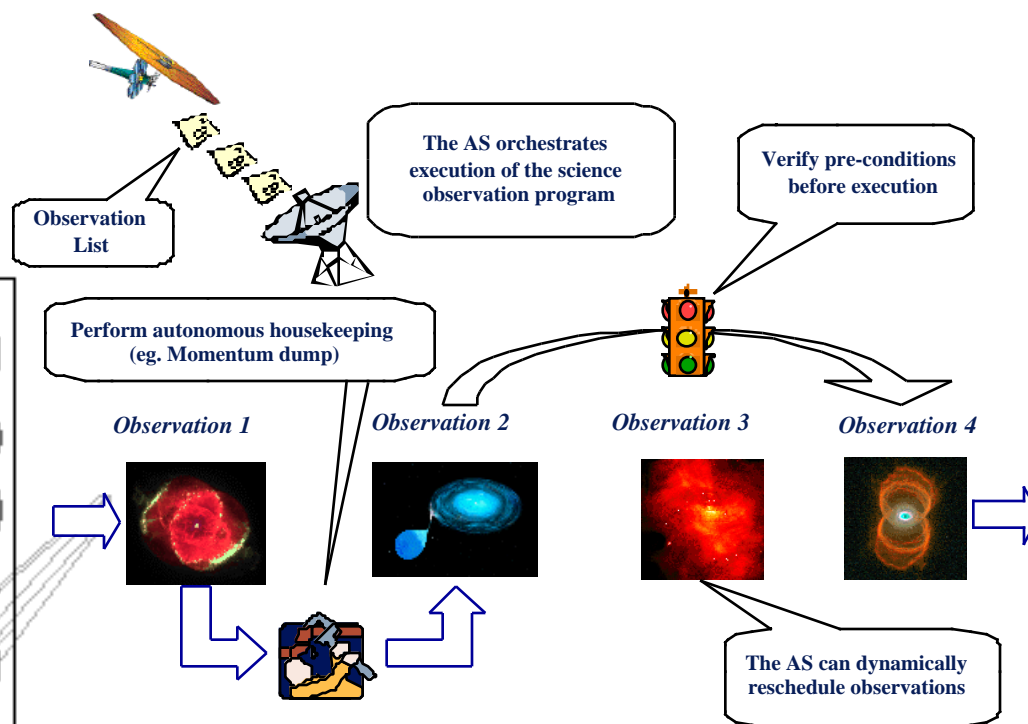 The AS orchestrates
execution of the science
observation program
Verify pre-conditions
before execution
Observation
List
Perform autonomous housekeeping
(eg. Momentum dump)
Observation 1
Observation 2
Observation 3
Observation 4
The AS can dynamically
reschedule observations